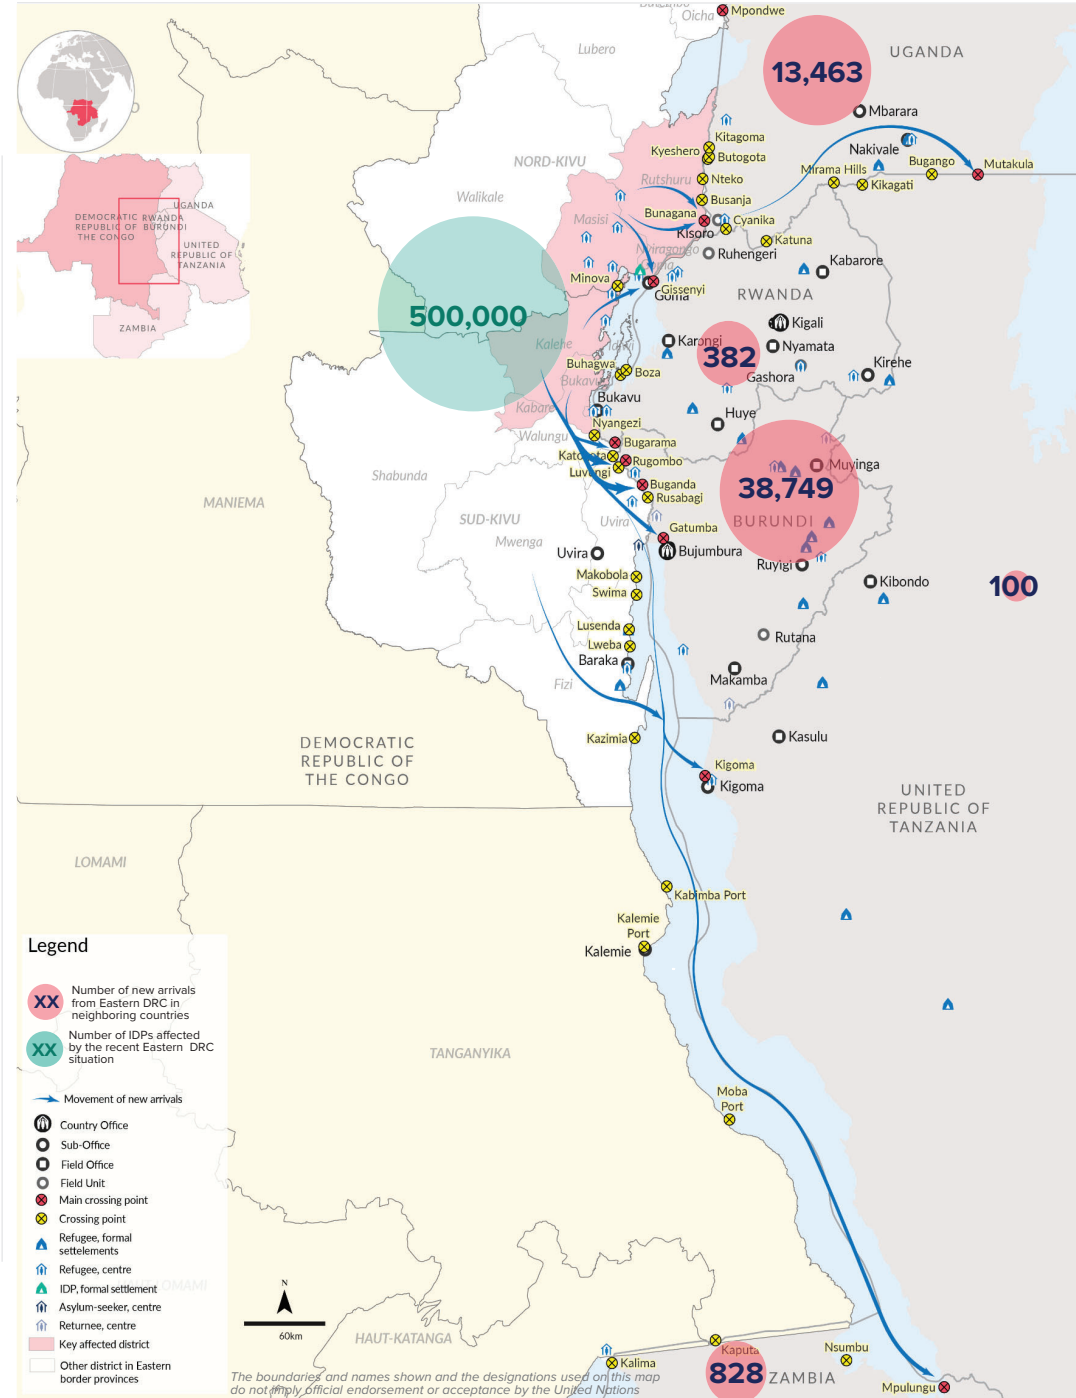 Oicha
Mpondwe
Lubero
UGANDA
13,463
Mbarara
Kitagoma
Kyeshero
Butogota
Nakivale
NORD-KIVU
Mirama Hills
Bugango
Mutakula
Nteko
Kikagati
Rutshuru
Walikale
Busanja
Masisi
Bunagana
Cyanika
Kisoro
Katuna
Nyiragongo
Ruhengeri
Kabarore
Minova
Gissenyi
Goma
RWANDA
500,000
Kigali
Karongi
Nyamata
Kalehe
Idjwi
382
Kirehe
Buhagwa
Boza
Gashora
Bukavu
Bukavu
Kabare
Huye
Nyangezi
Walungu
Bugarama
Katogota
Rugombo
Muyinga
Luvungi
Shabunda
Buganda
38,749
Rusabagi
MANIEMA
SUD-KIVU
Uvira
Gatumba
BURUNDI
Mwenga
Uvira
Bujumbura
Ruyigi
Makobola
Kibondo
100
Swima
Lusenda
Rutana
Lweba
Baraka
Makamba
Fizi
Kazimia
Kasulu
DEMOCRATIC
REPUBLIC OF
THE CONGO
Kigoma
Kigoma
UNITED
REPUBLIC OF
TANZANIA
LOMAMI
Kabimba Port
Kalemie
Port
Kalemie
TANGANYIKA
Moba
Port
HAUT-LOMAMI
HAUT-KATANGA
Kaputa
Nsumbu
Kalima
828
ZAMBIA
Mpulungu
DEMOCRATIC
REPUBLIC OF
THE CONGO
UGANDA
RWANDA
BURUNDI
UNITED
REPUBLIC OF
TANZANIA
ZAMBIA
Legend
XX
Number of new arrivals
from Eastern DRC in
neighboring countries
XX
Number of IDPs affected
by the recent Eastern DRC
situation
Movement of new arrivals
Country Office
Sub-Office
Field Office
Field Unit
Main crossing point
Crossing point
Refugee, formal
settelements
Refugee, centre
IDP, formal settlement
Asylum-seeker, centre
Returnee, centre
Key affected district
Other district in Eastern
border provinces
N
60km
The boundaries and names shown and the designations used on this map
do not imply official endorsement or acceptance by the United Nations